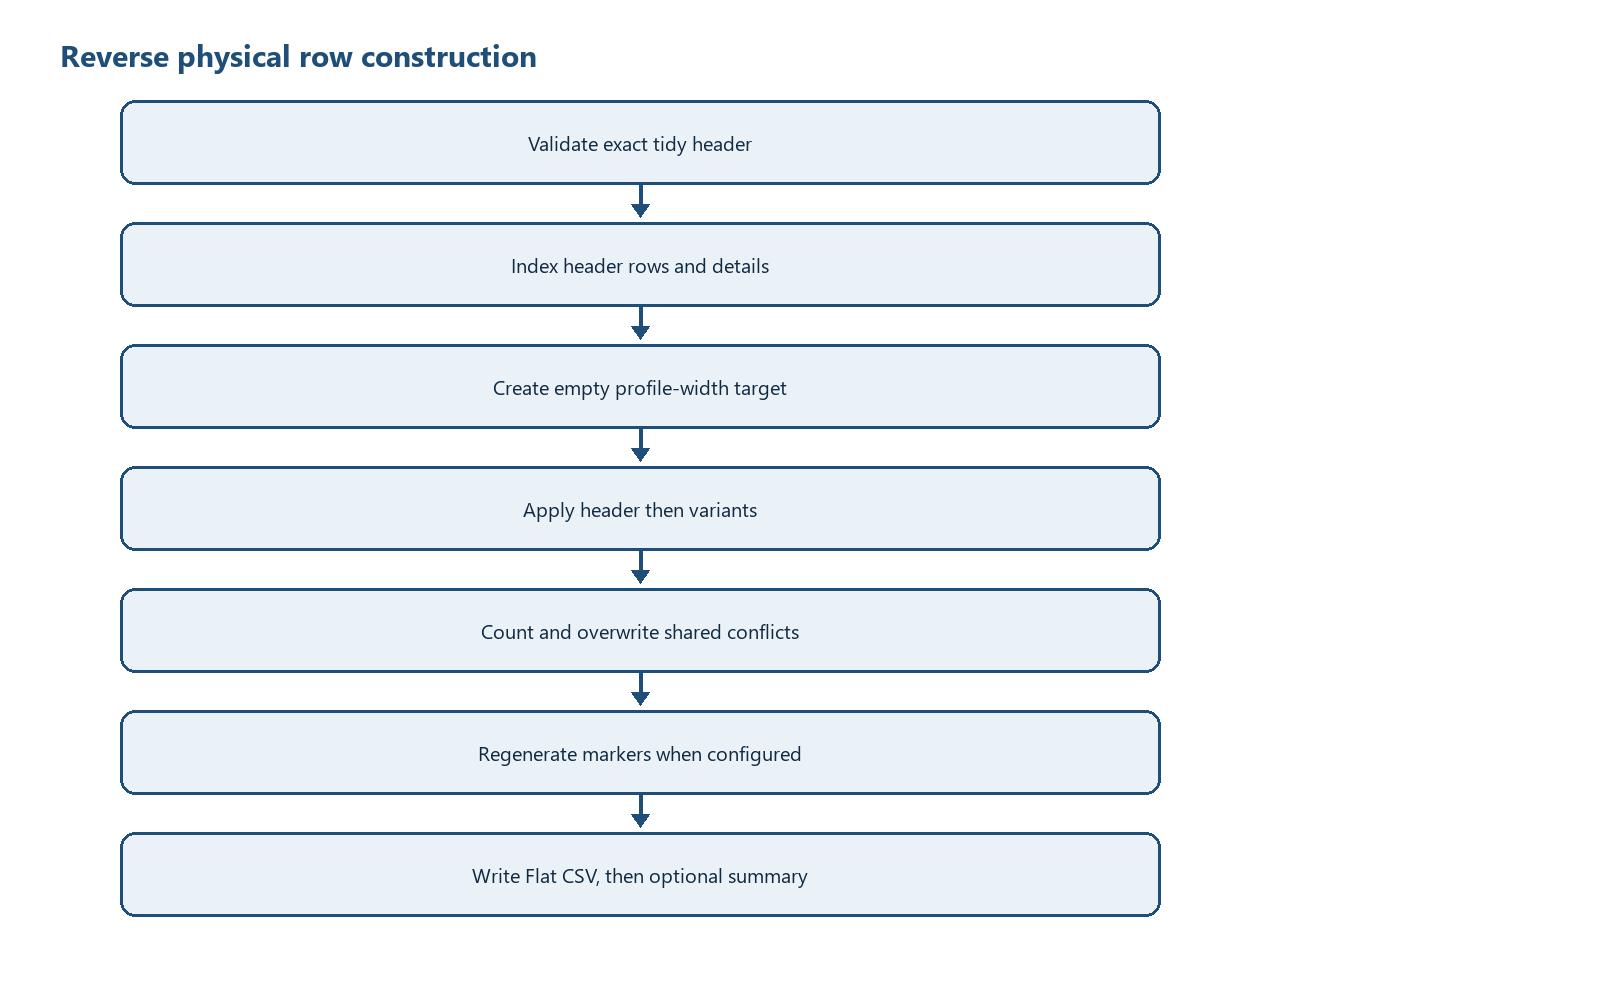 Reverse physical row construction
Validate exact tidy header
Index header rows and details
Create empty profile-width target
Apply header then variants
Count and overwrite shared conflicts
Regenerate markers when configured
Write Flat CSV, then optional summary